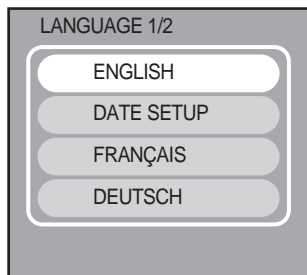 LANGUAGE 1/2
ENGLISH
DATE SETUP
FRANÇAIS
DEUTSCH